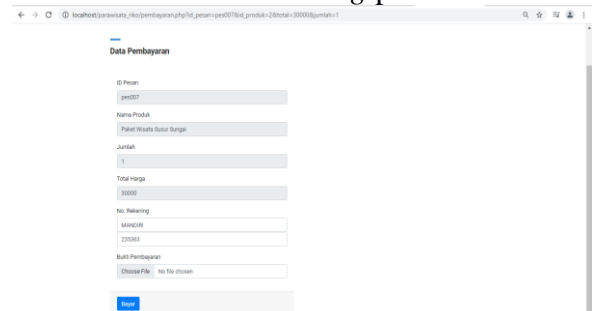 localhost/parawisata_riko/pembayaran.php?id_pesan=pes007&id_produk=2&total=30000&jumlah=1
Data Pembayaran
ID Pesan
pes007
Nama Produk
Paket Wisata Susur Sungai
Jumlah
1
Total Harga
30000
No. Rekening
MANDIRI
235363
Bukti Pembayaran
Choose File No file chosen
Bayar